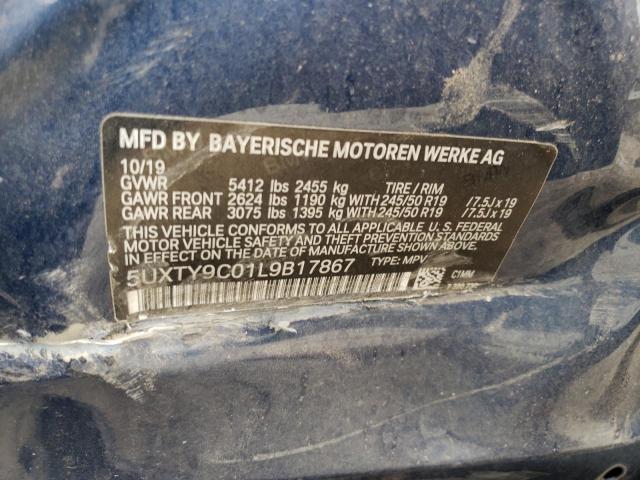 MFD BY BAYERISCHE MOTOREN WERKE AG
10/19
GVWR 5412 lbs 2455 kg TIRE / RIM
GAWR FRONT 2624 lbs 1190 kg WITH 245/50 R19 / 7.5J x 19
GAWR REAR 3075 lbs 1395 kg WITH 245/50 R19 / 7.5J x 19
THIS VEHICLE CONFORMS TO ALL APPLICABLE U. S. FEDERAL
MOTOR VEHICLE SAFETY, BUMPER, AND THEFT PREVENTION STANDARDS
IN EFFECT ON THE DATE OF MANUFACTURE SHOWN ABOVE.
5UXTY9C01L9B17867 TYPE: MPV
C1MM